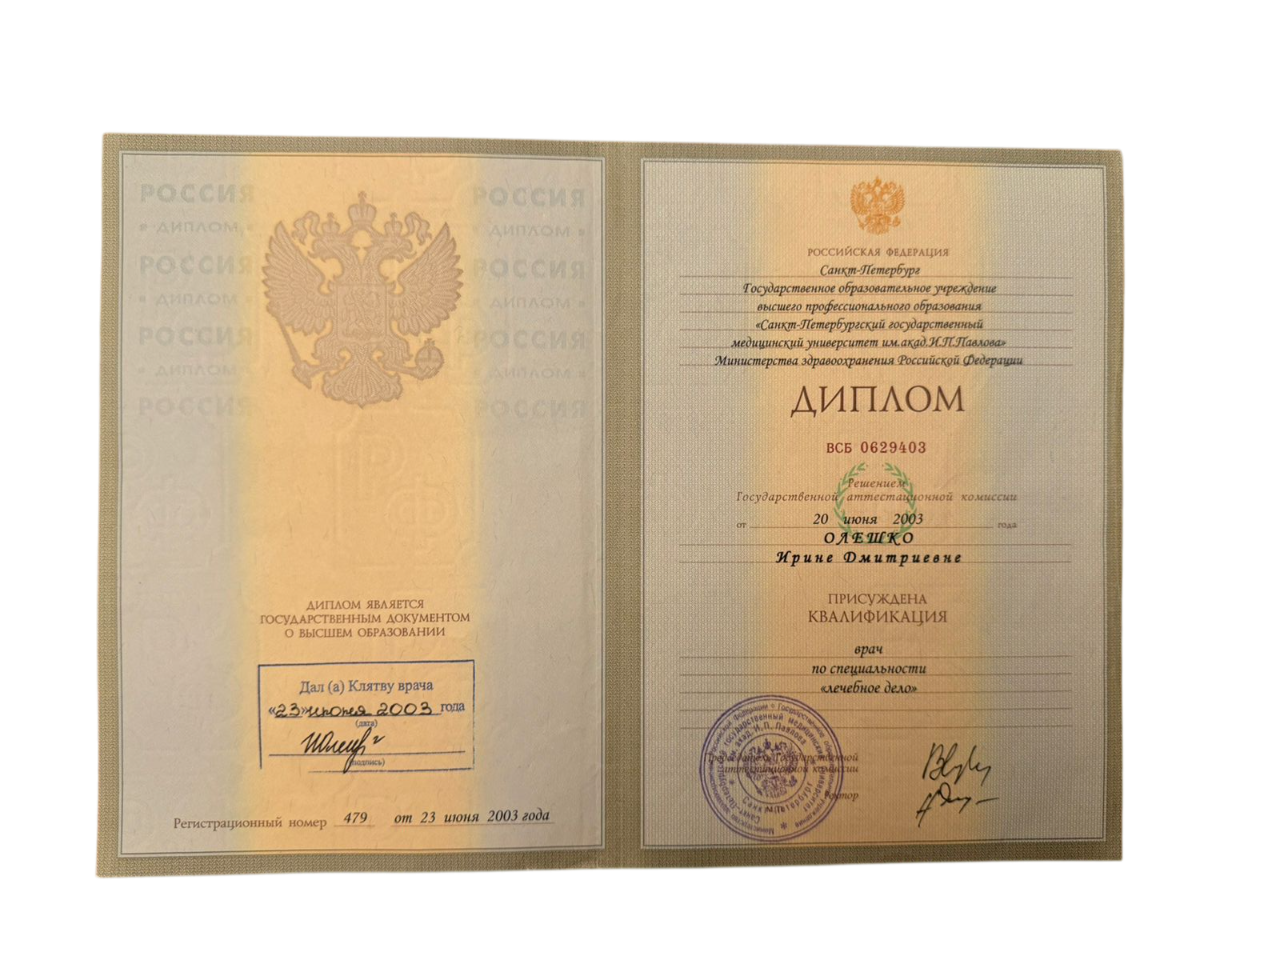 РОССИЯ РОССИЯ
« ДИПЛОМ » « ДИПЛОМ »
РОССИЯ РОССИЯ
« ДИПЛОМ » « ДИПЛОМ »
РОССИЯ РОССИЯ
« ДИПЛОМ » « ДИПЛОМ »
РОССИЯ РОССИЯ
ДИПЛОМ ЯВЛЯЕТСЯ
ГОСУДАРСТВЕННЫМ ДОКУМЕНТОМ
О ВЫСШЕМ ОБРАЗОВАНИИ
Дал (а) Клятву врача
«23» июня 2003 года
(дата)
(подпись)
Регистрационный номер 479 от 23 июня 2003 года
РОССИЙСКАЯ ФЕДЕРАЦИЯ
Санкт-Петербург
Государственное образовательное учреждение
высшего профессионального образования
«Санкт-Петербургский государственный
медицинский университет им.акад.И.П.Павлова»
Министерства здравоохранения Российской Федерации
ДИПЛОМ
ВСБ 0629403
Решением
Государственной аттестационной комиссии
от 20 июня 2003 года
ОЛЕШКО
Ирине Дмитриевне
ПРИСУЖДЕНА
КВАЛИФИКАЦИЯ
врач
по специальности
«лечебное дело»
Председатель Государственной
аттестационной комиссии
Ректор